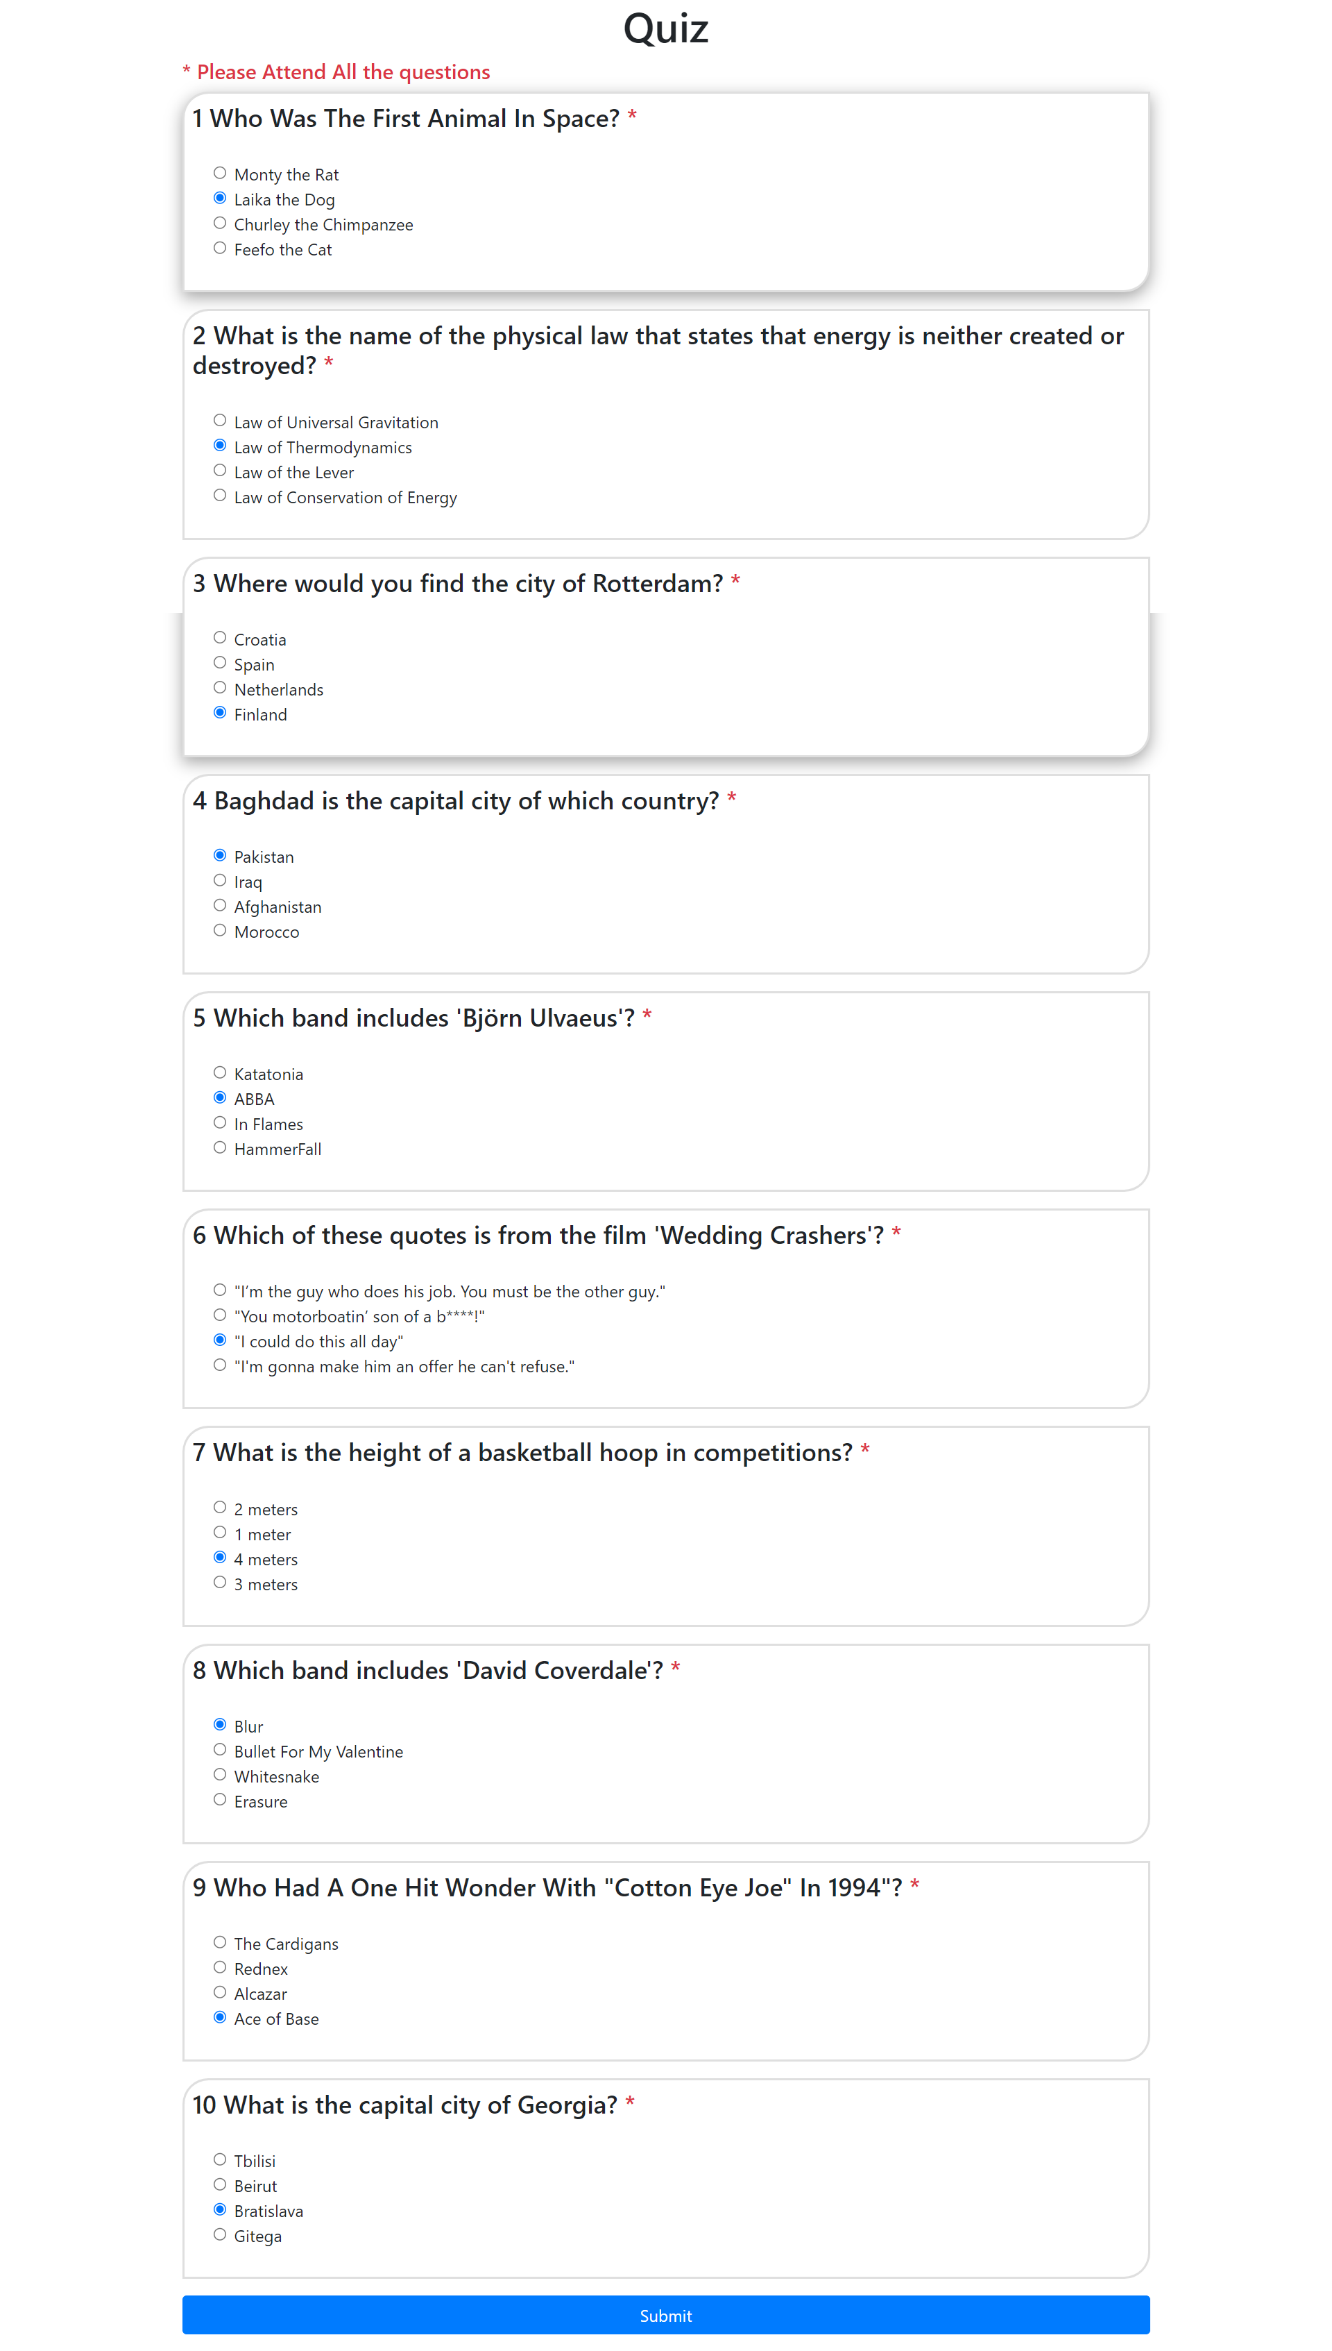 Quiz
* Please Attend All the questions
1 Who Was The First Animal In Space? *
Monty the Rat
Laika the Dog
Churley the Chimpanzee
Feefo the Cat
2 What is the name of the physical law that states that energy is neither created or
destroyed? *
Law of Universal Gravitation
Law of Thermodynamics
Law of the Lever
Law of Conservation of Energy
3 Where would you find the city of Rotterdam? *
Croatia
Spain
Netherlands
Finland
4 Baghdad is the capital city of which country? *
Pakistan
Iraq
Afghanistan
Morocco
5 Which band includes 'Björn Ulvaeus'? *
Katatonia
ABBA
In Flames
HammerFall
6 Which of these quotes is from the film 'Wedding Crashers'? *
"I’m the guy who does his job. You must be the other guy."
"You motorboatin’ son of a b****!"
"I could do this all day"
"I'm gonna make him an offer he can't refuse."
7 What is the height of a basketball hoop in competitions? *
2 meters
1 meter
4 meters
3 meters
8 Which band includes 'David Coverdale'? *
Blur
Bullet For My Valentine
Whitesnake
Erasure
9 Who Had A One Hit Wonder With "Cotton Eye Joe" In 1994"? *
The Cardigans
Rednex
Alcazar
Ace of Base
10 What is the capital city of Georgia? *
Tbilisi
Beirut
Bratislava
Gitega
Submit